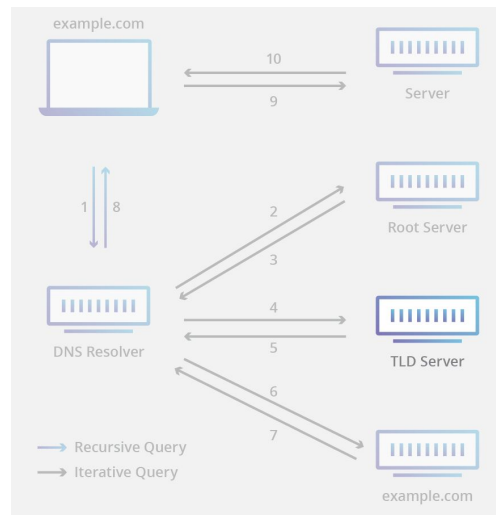 example.com
10
9
Server
1
8
2
3
Root Server
4
5
DNS Resolver
TLD Server
6
7
Recursive Query
Iterative Query
example.com